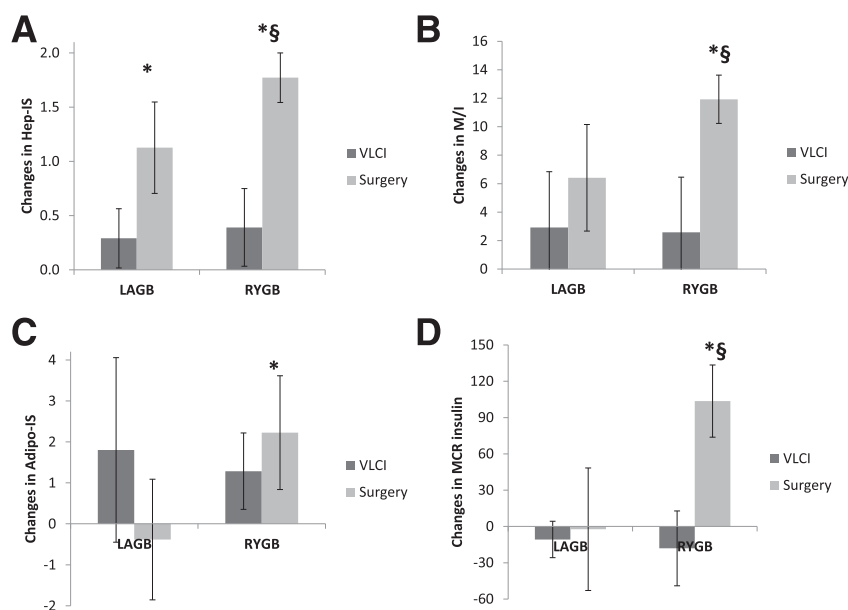 A
Changes in Hep-IS
2.0
1.5
1.0
0.5
0.0
*
*§
LAGB
RYGB
VLCI
Surgery
B
Changes in M/I
16
14
12
10
8
6
4
2
0
*§
LAGB
RYGB
VLCI
Surgery
C
Changes in Adipo-IS
4
3
2
1
0
-1
-2
*
LAGB
RYGB
VLCI
Surgery
D
Changes in MCR insulin
150
120
90
60
30
0
-30
-60
*§
LAGB
RYGB
VLCI
Surgery